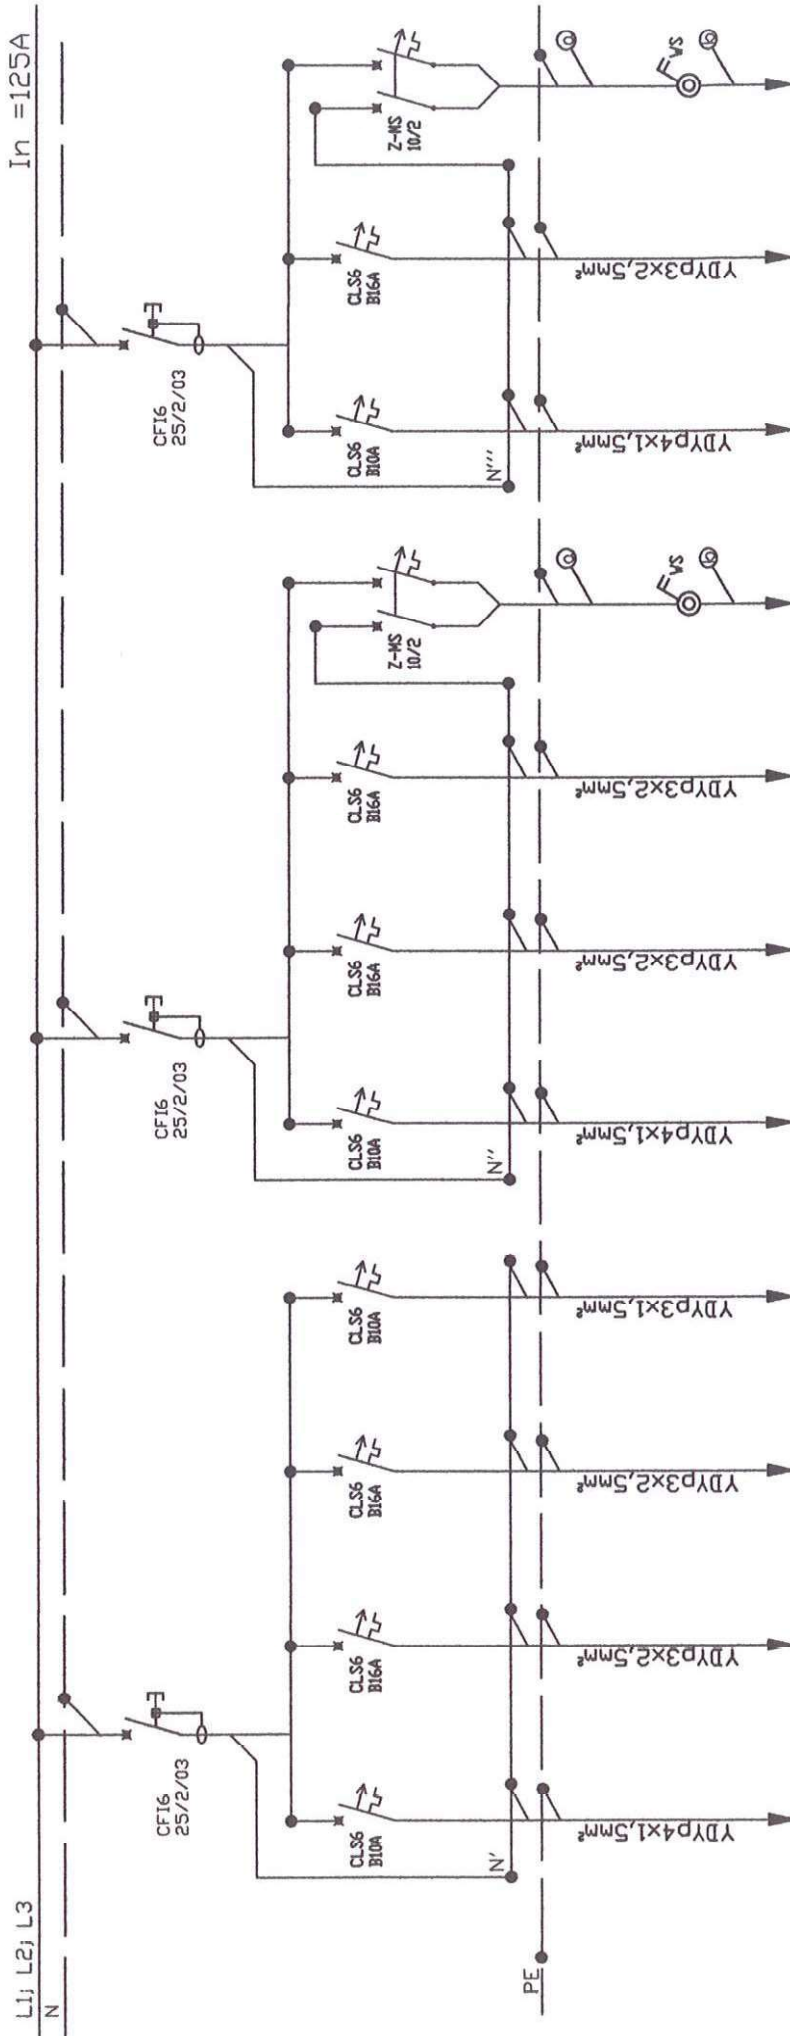 L1; L2; L3
In =125A
N
CFI6
25/2/03
CFI6
25/2/03
CFI6
25/2/03
CLS6
B10A
CLS6
B16A
CLS6
B16A
CLS6
B10A
CLS6
B10A
CLS6
B16A
CLS6
B16A
Z-MS
10/2
CLS6
B10A
CLS6
B16A
Z-MS
10/2
N'
N''
N'''
PE
YDYp4x1,5mm²
YDYp3x2,5mm²
YDYp3x2,5mm²
YDYp3x1,5mm²
YDYp4x1,5mm²
YDYp3x2,5mm²
YDYp3x2,5mm²
YDYp4x1,5mm²
YDYp3x2,5mm²
VS
VS